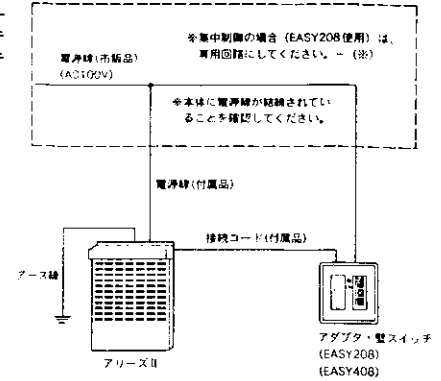 ※集中制御の場合（EASY208使用）は、
専用回路にしてください。－（※）
電源線（市販品）
（AC100V）
※本体に電源線が結線されてい
ることを確認してください。
電源線（付属品）
接続コード（付属品）
アース線
アリーズⅡ
アダプタ・壁スイッチ
（EASY208）
（EASY408）